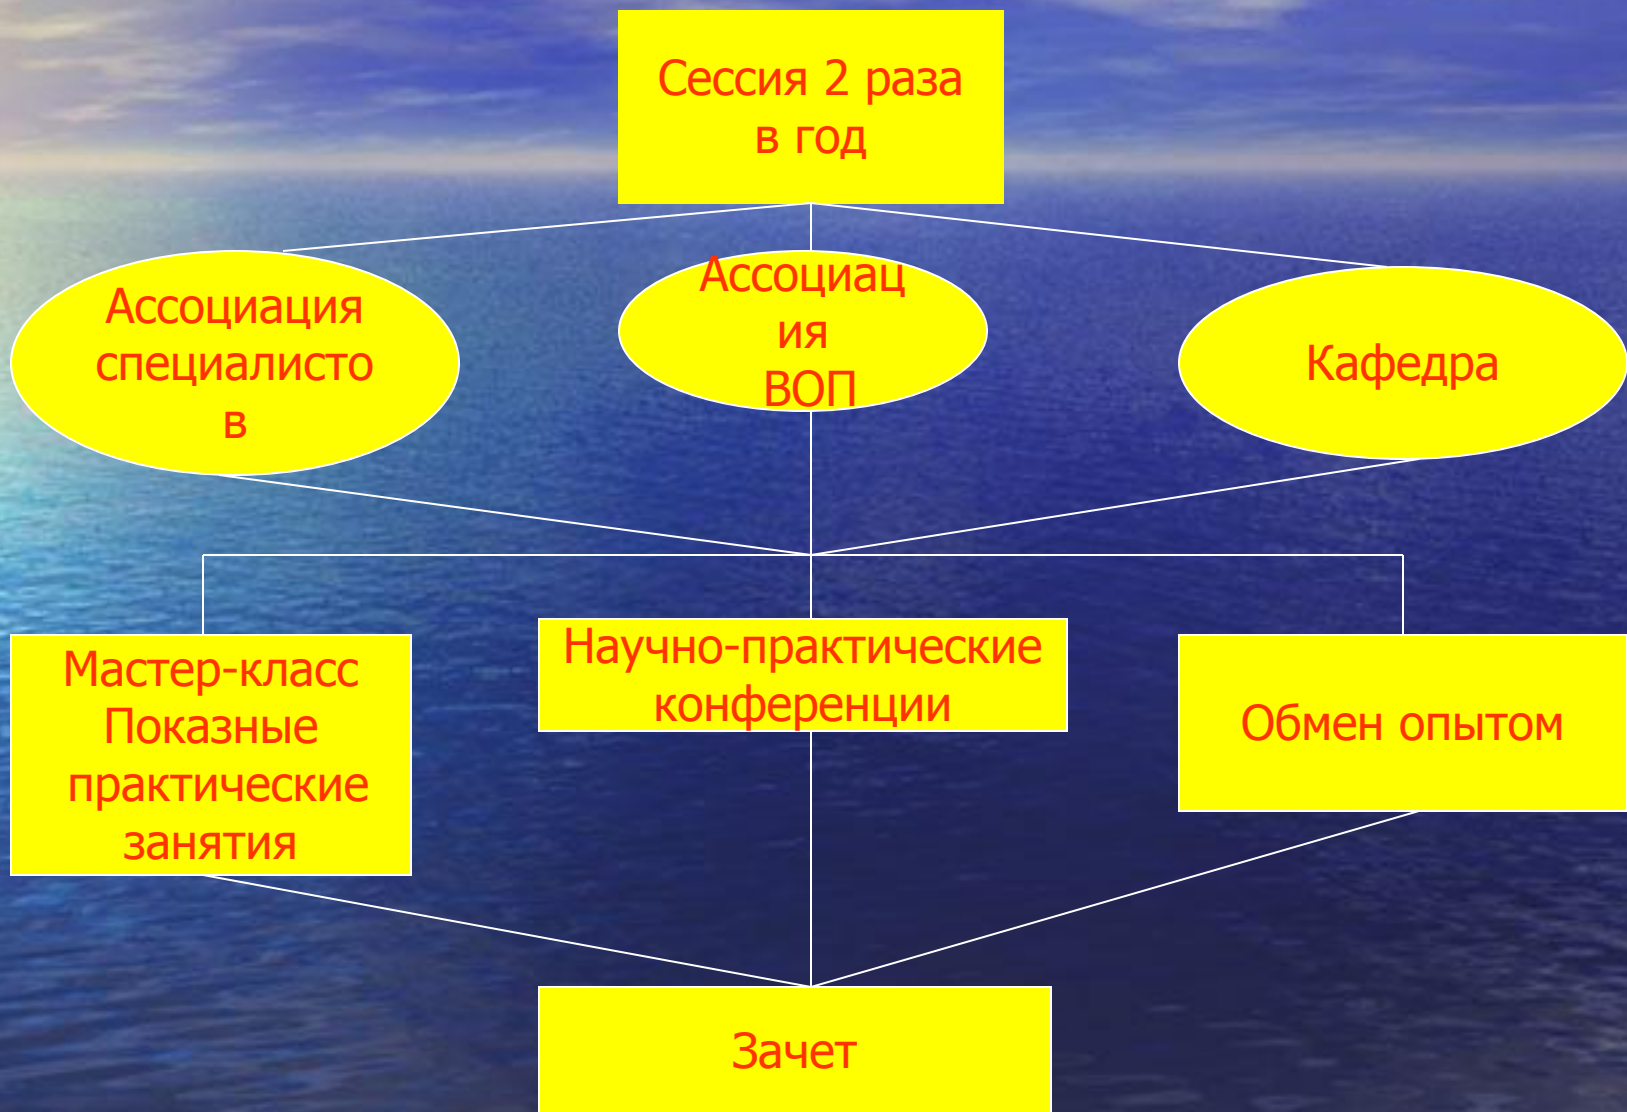 Сессия 2 раза
в год
Ассоциация
специалисто
в
Ассоциац
ия
ВОП
Кафедра
Мастер-класс
Показные
практические
занятия
Научно-практические
конференции
Обмен опытом
Зачет